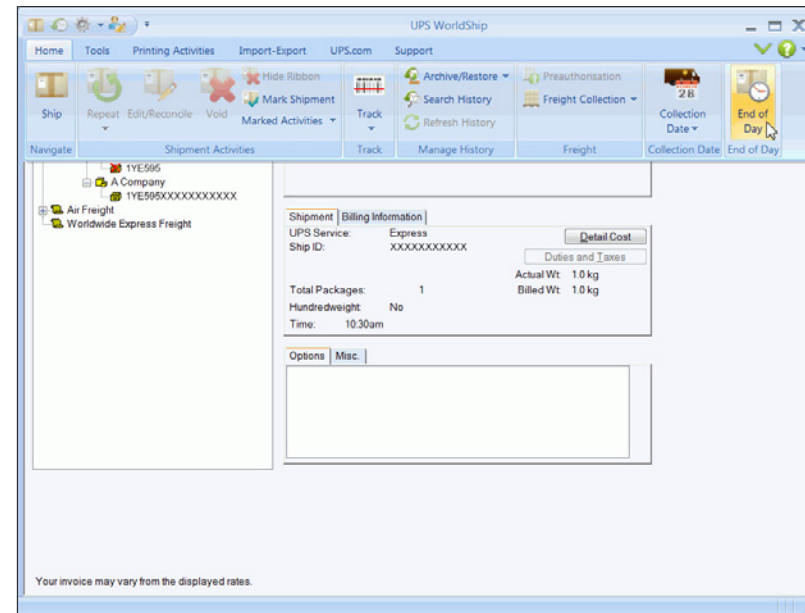 UPS WorldShip
Home Tools Printing Activities Import-Export UPS.com Support
Ship
Repeat
Edit/Reconcile
Void
Hide Ribbon
Mark Shipment
Marked Activities
Track
Archive/Restore
Search History
Refresh History
Preauthorisation
Freight Collection
28
Collection
Date
End of
Day
Navigate Shipment Activities Track Manage History Freight Collection Date End of Day
1YE595
A Company
1YE595XXXXXXXXXXX
Air Freight
Worldwide Express Freight
Shipment Billing Information
UPS Service: Express
Detail Cost
Ship ID: XXXXXXXXXXX
Duties and Taxes
Actual Wt 1.0 kg
Total Packages: 1
Billed Wt 1.0 kg
Hundredweight: No
Time: 10:30am
Options Misc.
Your invoice may vary from the displayed rates.